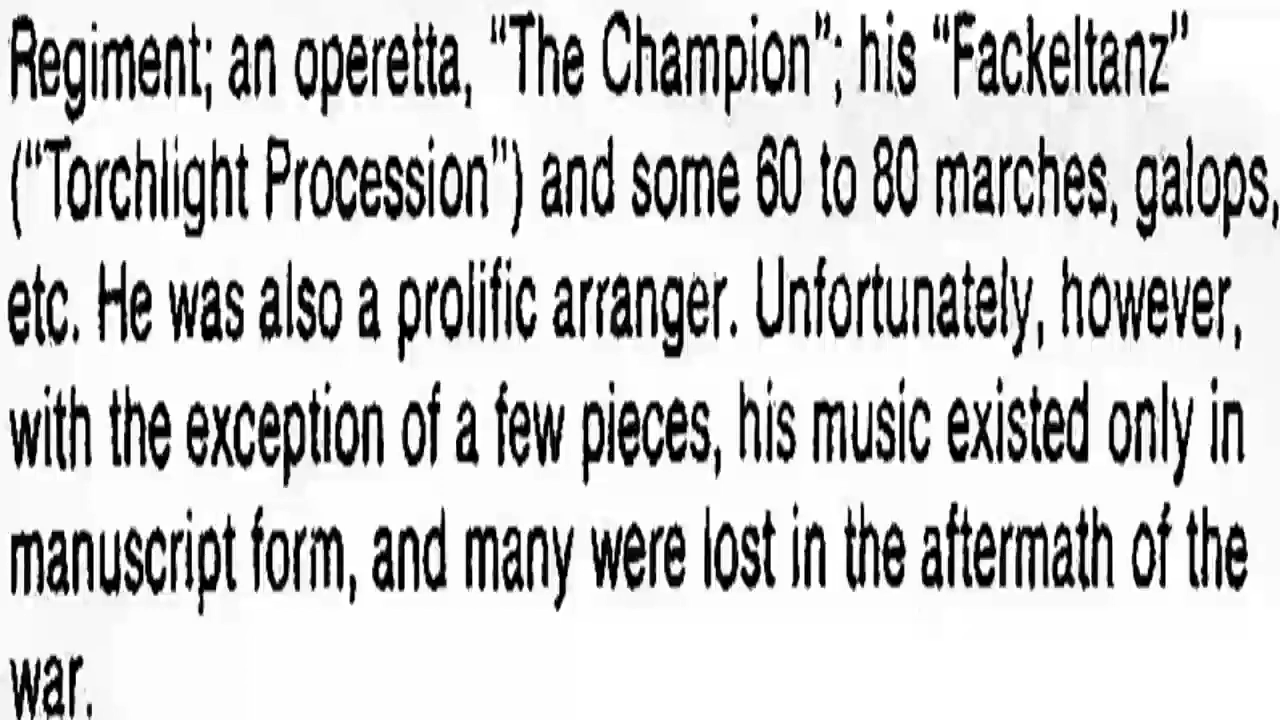 Regiment; an operetta, “The Champion”; his “Fackeltanz”
(“Torchlight Procession”) and some 60 to 80 marches, galops,
etc. He was also a prolific arranger. Unfortunately, however,
with the exception of a few pieces, his music existed only in
manuscript form, and many were lost in the aftermath of the
war.